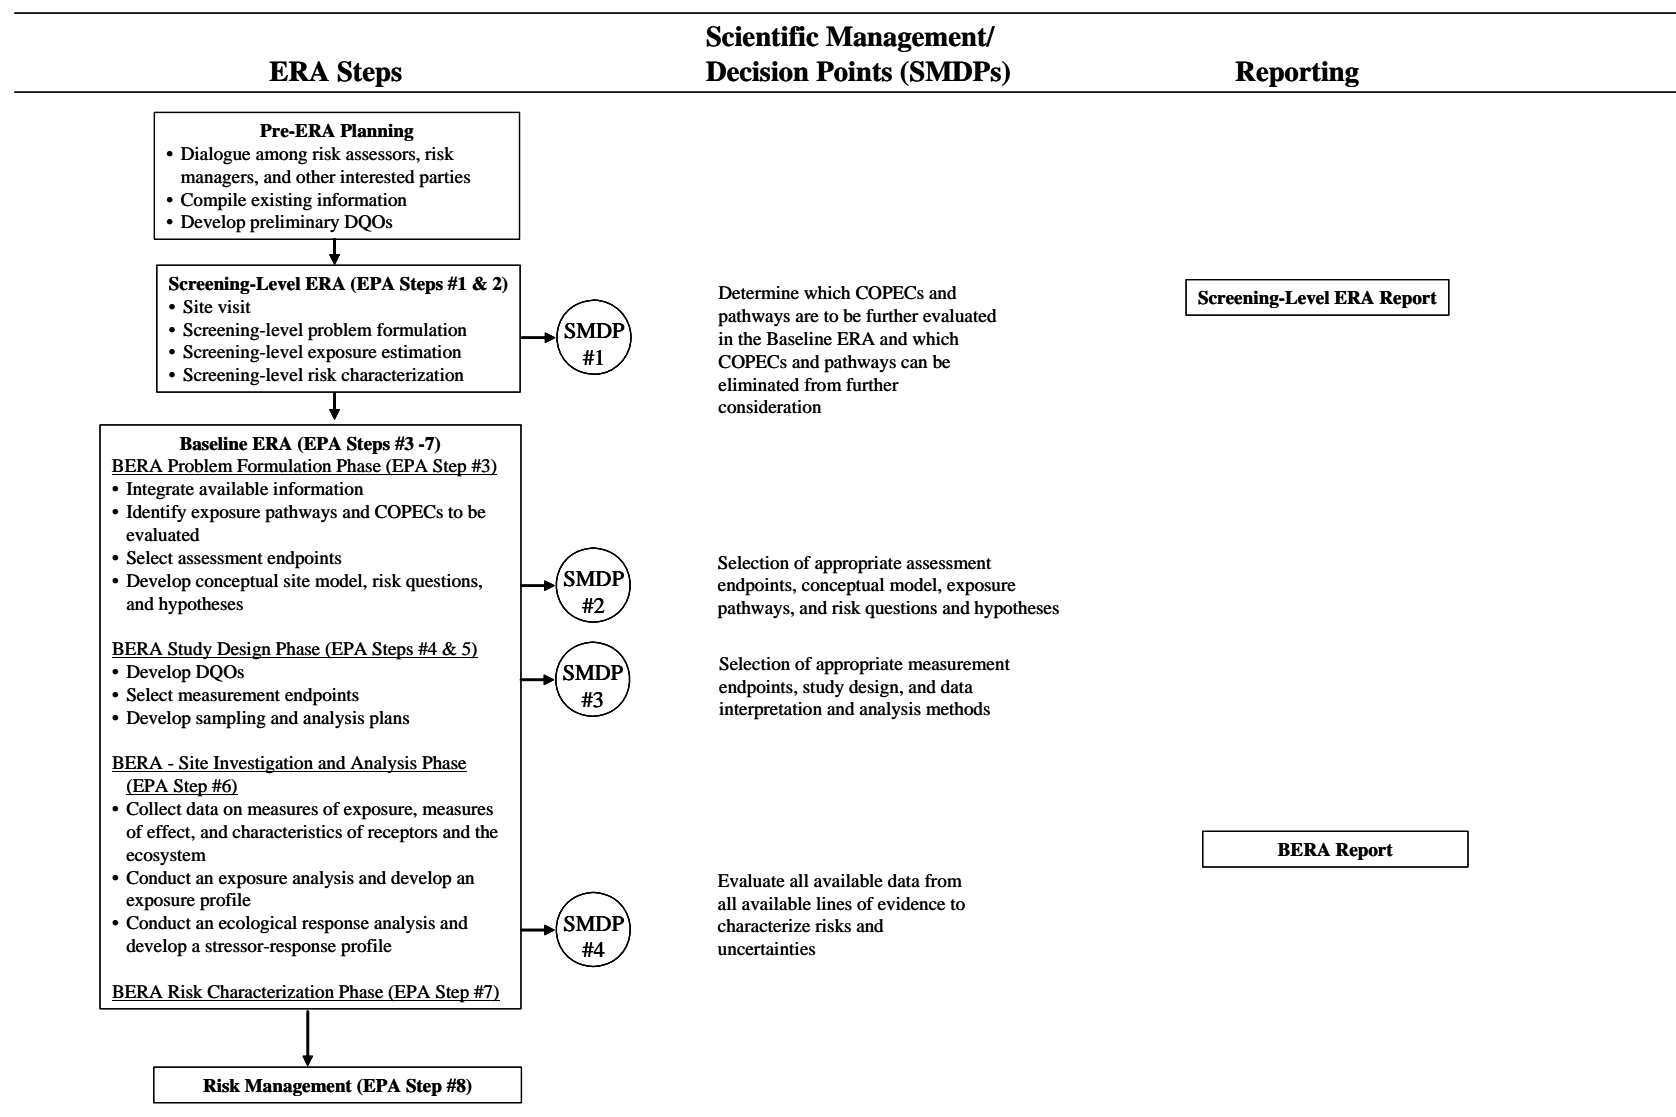 Scientific Management/
ERA Steps
Decision Points (SMDPs)
Reporting
Pre-ERA Planning
• Dialogue among risk assessors, risk
managers, and other interested parties
• Compile existing information
• Develop preliminary DQOs
Screening-Level ERA (EPA Steps #1 & 2)
• Site visit
• Screening-level problem formulation
• Screening-level exposure estimation
• Screening-level risk characterization
SMDP
#1
Determine which COPECs and
pathways are to be further evaluated
in the Baseline ERA and which
COPECs and pathways can be
eliminated from further
consideration
Screening-Level ERA Report
Baseline ERA (EPA Steps #3 -7)
BERA Problem Formulation Phase (EPA Step #3)
• Integrate available information
• Identify exposure pathways and COPECs to be
evaluated
• Select assessment endpoints
• Develop conceptual site model, risk questions,
and hypotheses
SMDP
#2
Selection of appropriate assessment
endpoints, conceptual model, exposure
pathways, and risk questions and hypotheses
BERA Study Design Phase (EPA Steps #4 & 5)
• Develop DQOs
• Select measurement endpoints
• Develop sampling and analysis plans
SMDP
#3
Selection of appropriate measurement
endpoints, study design, and data
interpretation and analysis methods
BERA - Site Investigation and Analysis Phase
(EPA Step #6)
• Collect data on measures of exposure, measures
of effect, and characteristics of receptors and the
ecosystem
• Conduct an exposure analysis and develop an
exposure profile
• Conduct an ecological response analysis and
develop a stressor-response profile
SMDP
#4
Evaluate all available data from
all available lines of evidence to
characterize risks and
uncertainties
BERA Report
BERA Risk Characterization Phase (EPA Step #7)
Risk Management (EPA Step #8)